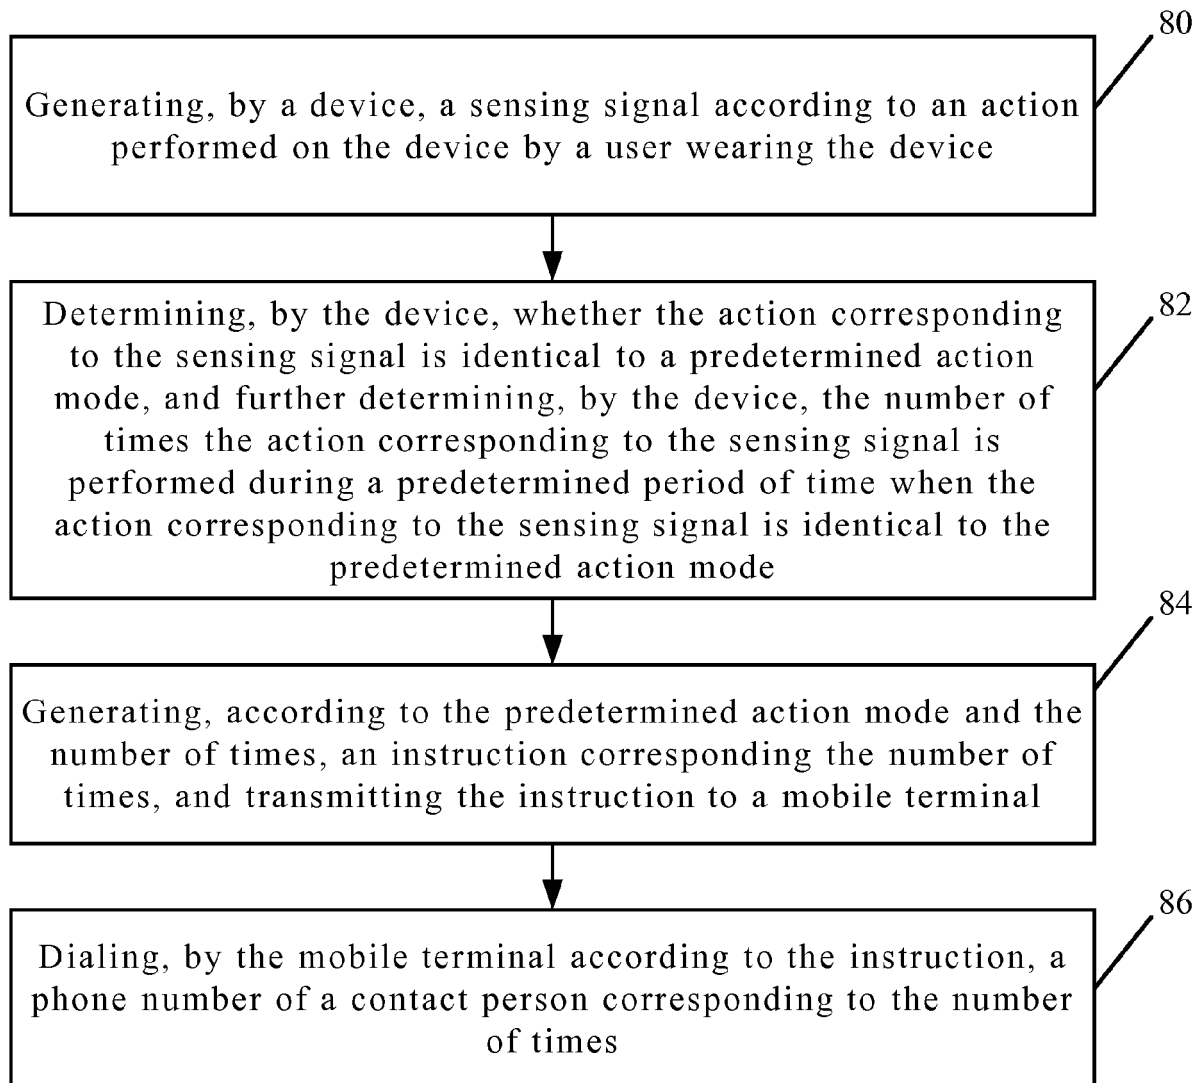 80
Generating, by a device, a sensing signal according to an action
performed on the device by a user wearing the device
82
Determining, by the device, whether the action corresponding
to the sensing signal is identical to a predetermined action
mode, and further determining, by the device, the number of
times the action corresponding to the sensing signal is
performed during a predetermined period of time when the
action corresponding to the sensing signal is identical to the
predetermined action mode
84
Generating, according to the predetermined action mode and the
number of times, an instruction corresponding the number of
times, and transmitting the instruction to a mobile terminal
86
Dialing, by the mobile terminal according to the instruction, a
phone number of a contact person corresponding to the number
of times